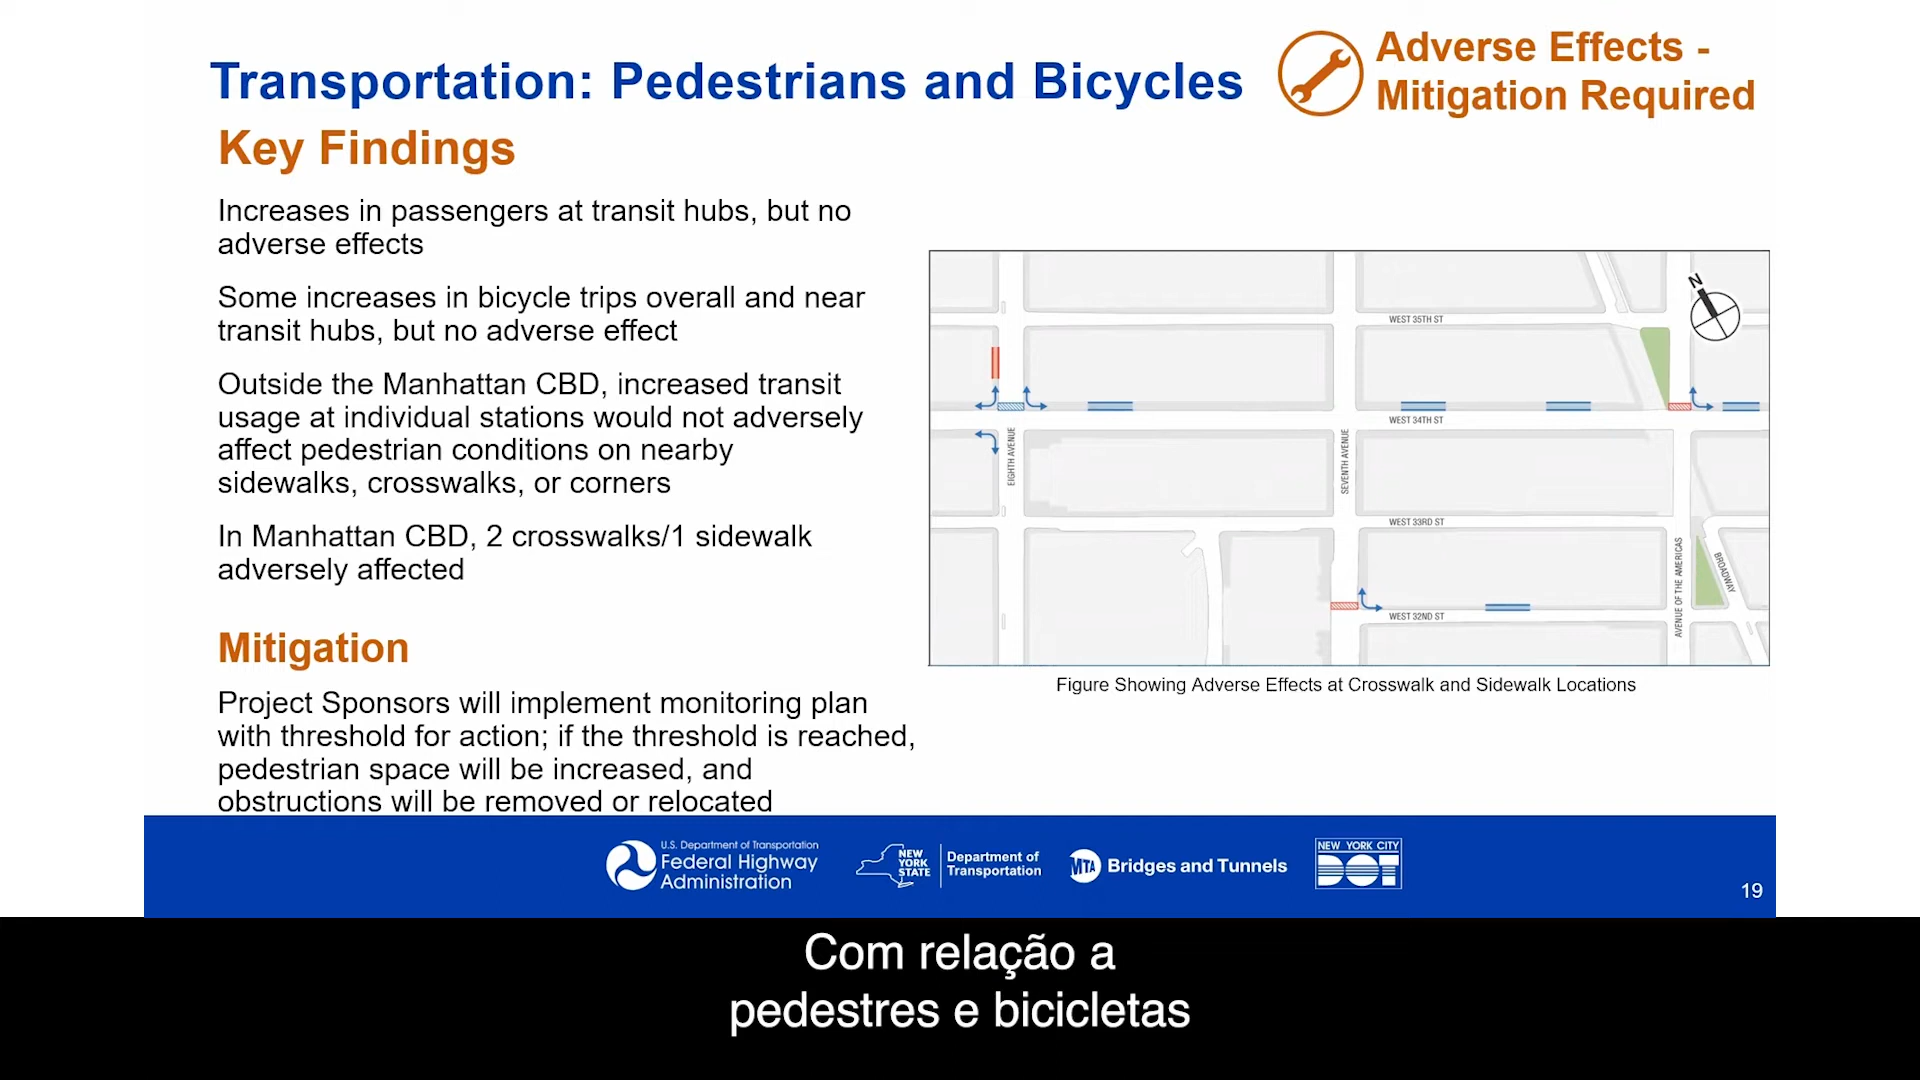 Transportation: Pedestrians and Bicycles
Adverse Effects -
Mitigation Required
Key Findings
Increases in passengers at transit hubs, but no
adverse effects
Some increases in bicycle trips overall and near
transit hubs, but no adverse effect
Outside the Manhattan CBD, increased transit
usage at individual stations would not adversely
affect pedestrian conditions on nearby
sidewalks, crosswalks, or corners
In Manhattan CBD, 2 crosswalks/1 sidewalk
adversely affected
Mitigation
Project Sponsors will implement monitoring plan
with threshold for action; if the threshold is reached,
pedestrian space will be increased, and
obstructions will be removed or relocated
N
WEST 35TH ST
WEST 34TH ST
EIGHTH AVENUE
SEVENTH AVENUE
WEST 33RD ST
AVENUE OF THE AMERICAS
BROADWAY
WEST 32ND ST
Figure Showing Adverse Effects at Crosswalk and Sidewalk Locations
U.S. Department of Transportation
Federal Highway
Administration
NEW
YORK
STATE
Department of
Transportation
MTA
Bridges and Tunnels
NEW YORK CITY
DOT
19
Com relação a
pedestres e bicicletas